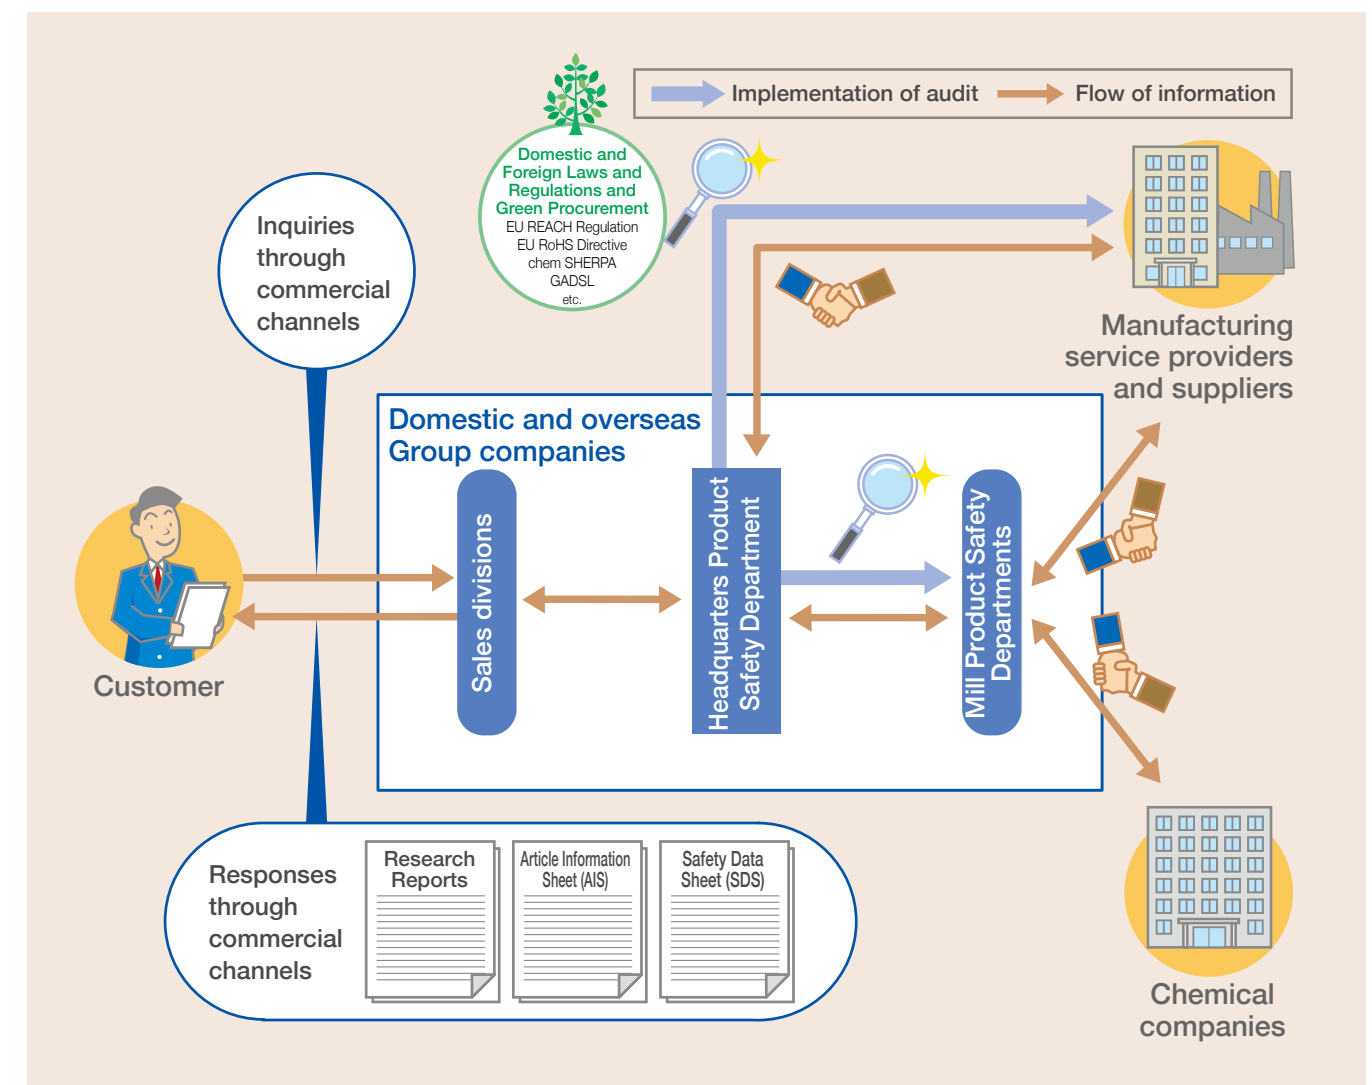 Implementation of audit
Flow of information
Domestic and
Foreign Laws and
Regulations and
Green Procurement
EU REACH Regulation
EU RoHS Directive
chem SHERPA
GADSL
etc.
Inquiries
through
commercial
channels
Manufacturing
service providers
and suppliers
Domestic and overseas
Group companies
Customer
Sales divisions
Headquarters Product
Safety Department
Mill Product Safety
Departments
Responses
through
commercial
channels
Research
Reports
Article Information
Sheet (AIS)
Safety Data
Sheet (SDS)
Chemical
companies